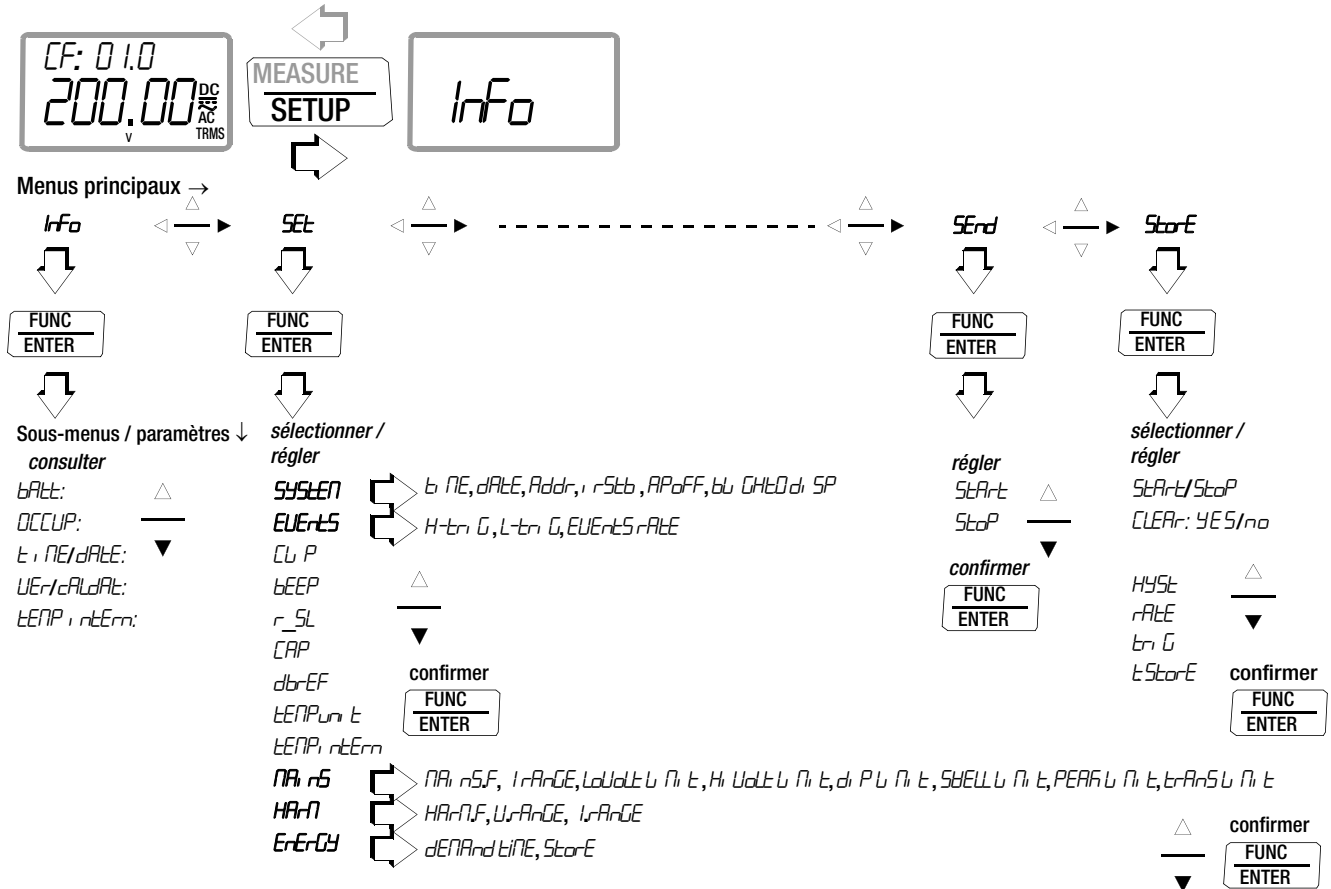 CF: 01.0
200.00 DC AC TRMS
V
MEASURE
SETUP
InFo
Menus principaux →
InFo SEt SEnd StorE
FUNC
ENTER
FUNC
ENTER
FUNC
ENTER
FUNC
ENTER
Sous-menus / paramètres ↓
consulter
bAtt:
OCCUP:
tiME/dAtE:
VEr/cALdAt:
tEMP intErn:
sélectionner /
régler
SYStEM tiME, dAtE, Addr, irStb, APoFF, bLiGHtOdiSP
EVEntS H-triG, L-triG, EVEntS rAtE
CLiP
bEEP
r_SL
CAP
dbrEF
tEMPunit
tEMPintErn
MAinS MAinS.F, I rAnGE, LoVoLt LiMit, Hi VoLt LiMit, diP LiMit, SWELL LiMit, PEAK LiMit, trAnS LiMit
HArM HArM.F, U.rAnGE, I.rAnGE
EnErGY dEMAnd tiME, StorE
confirmer
FUNC
ENTER
régler
StArt
StoP
confirmer
FUNC
ENTER
sélectionner /
régler
StArt/StoP
CLEAr: YES/no
HYSt
rAtE
triG
tStorE
confirmer
FUNC
ENTER
confirmer
FUNC
ENTER